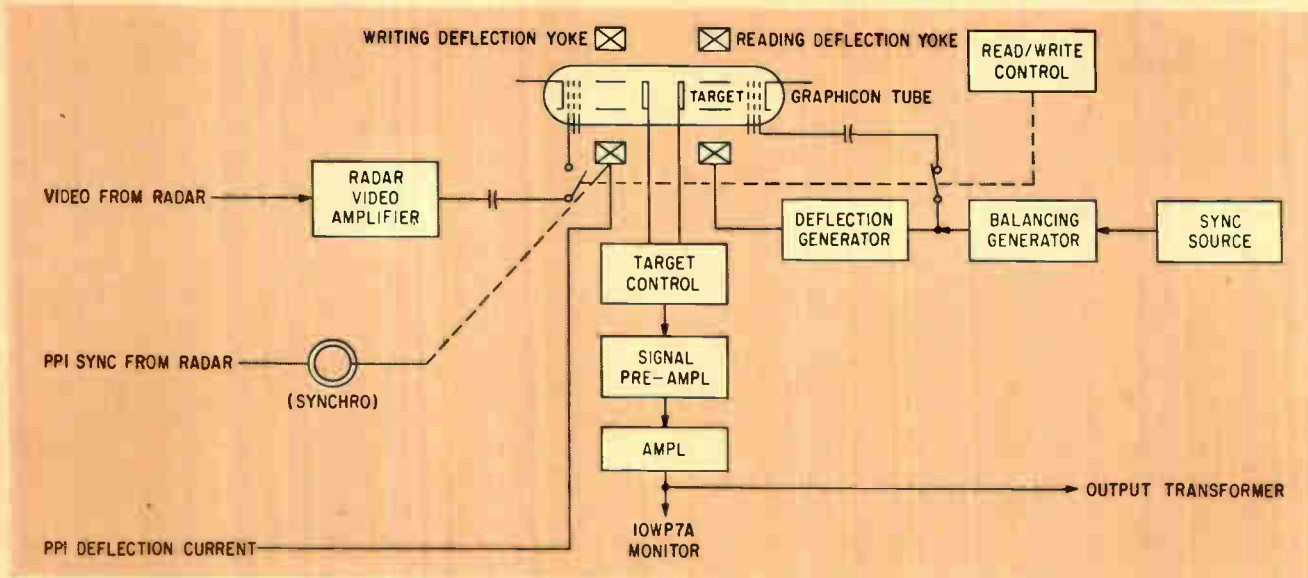 WRITING DEFLECTION YOKE
READING DEFLECTION YOKE
READ/WRITE
CONTROL
TARGET
GRAPHICON TUBE
VIDEO FROM RADAR
RADAR
VIDEO
AMPLIFIER
DEFLECTION
GENERATOR
BALANCING
GENERATOR
SYNC
SOURCE
TARGET
CONTROL
PPI SYNC FROM RADAR
(SYNCHRO)
SIGNAL
PRE-AMPL
AMPL
OUTPUT TRANSFORMER
10WP7A
MONITOR
PPI DEFLECTION CURRENT